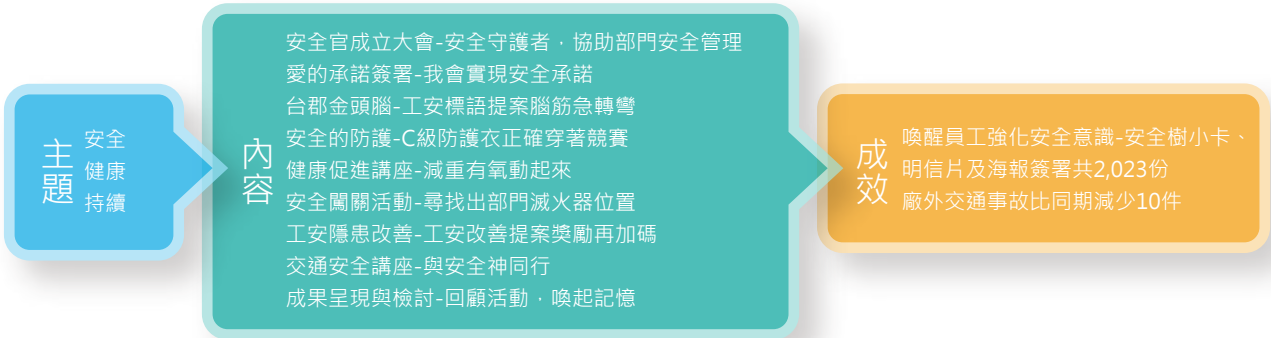 主題
安全
健康
持續
內容
安全官成立大會-安全守護者，協助部門安全管理
愛的承諾簽署-我會實現安全承諾
台郡金頭腦-工安標語提案腦筋急轉彎
安全的防護-C級防護衣正確穿著競賽
健康促進講座-減重有氧動起來
安全闖關活動-尋找出部門滅火器位置
工安隱患改善-工安改善提案獎勵再加碼
交通安全講座-與安全神同行
成果呈現與檢討-回顧活動，喚起記憶
成效
喚醒員工強化安全意識-安全樹小卡、
明信片及海報簽署共2,023份
廠外交通事故比同期減少10件